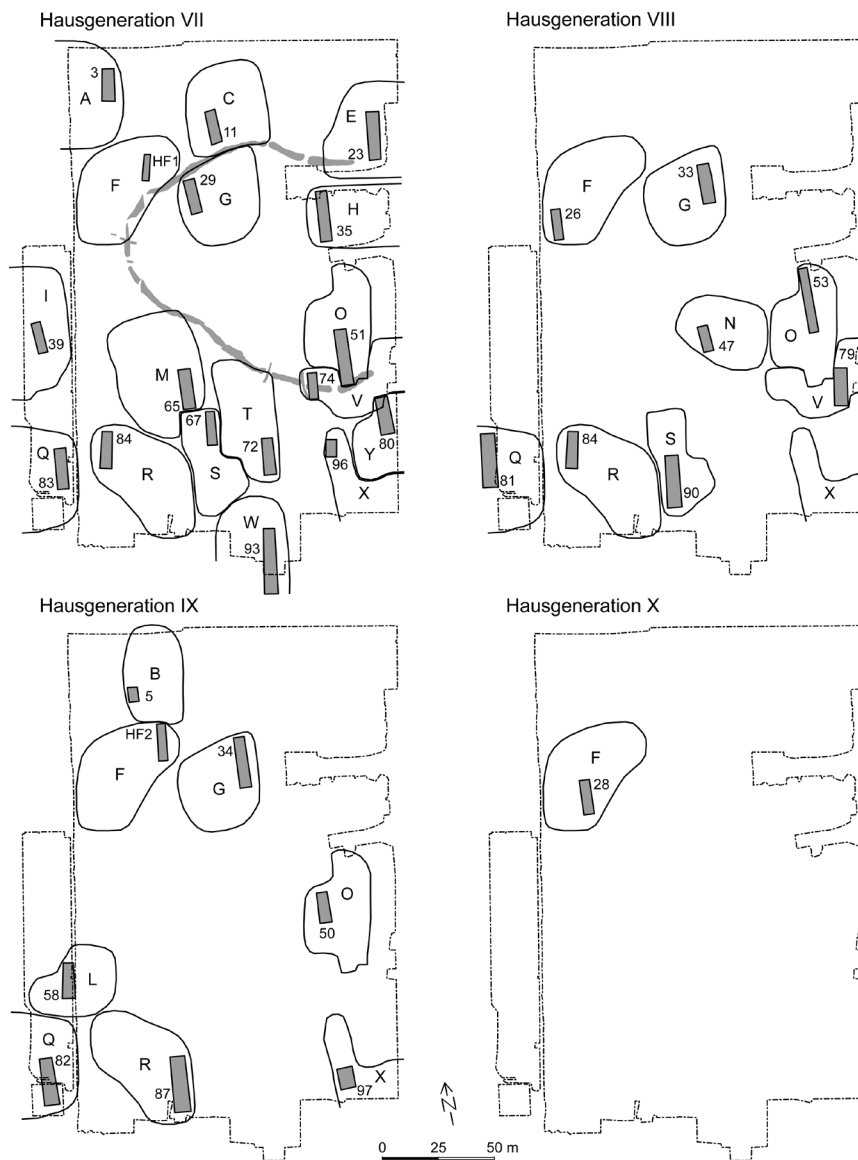 Hausgeneration VII
3
A
C
11
E
23
HF1
F
29
G
H
35
I
39
O
51
M
65
74
V
T
67
72
Y
80
84
Q
83
R
S
96
X
W
93
Hausgeneration VIII
F
26
33
G
53
O
N
47
79
V
84
Q
81
R
S
90
X
Hausgeneration IX
B
5
HF2
F
34
G
O
50
L
58
Q
82
R
87
X
97
N
0 25 50 m
Hausgeneration X
F
28